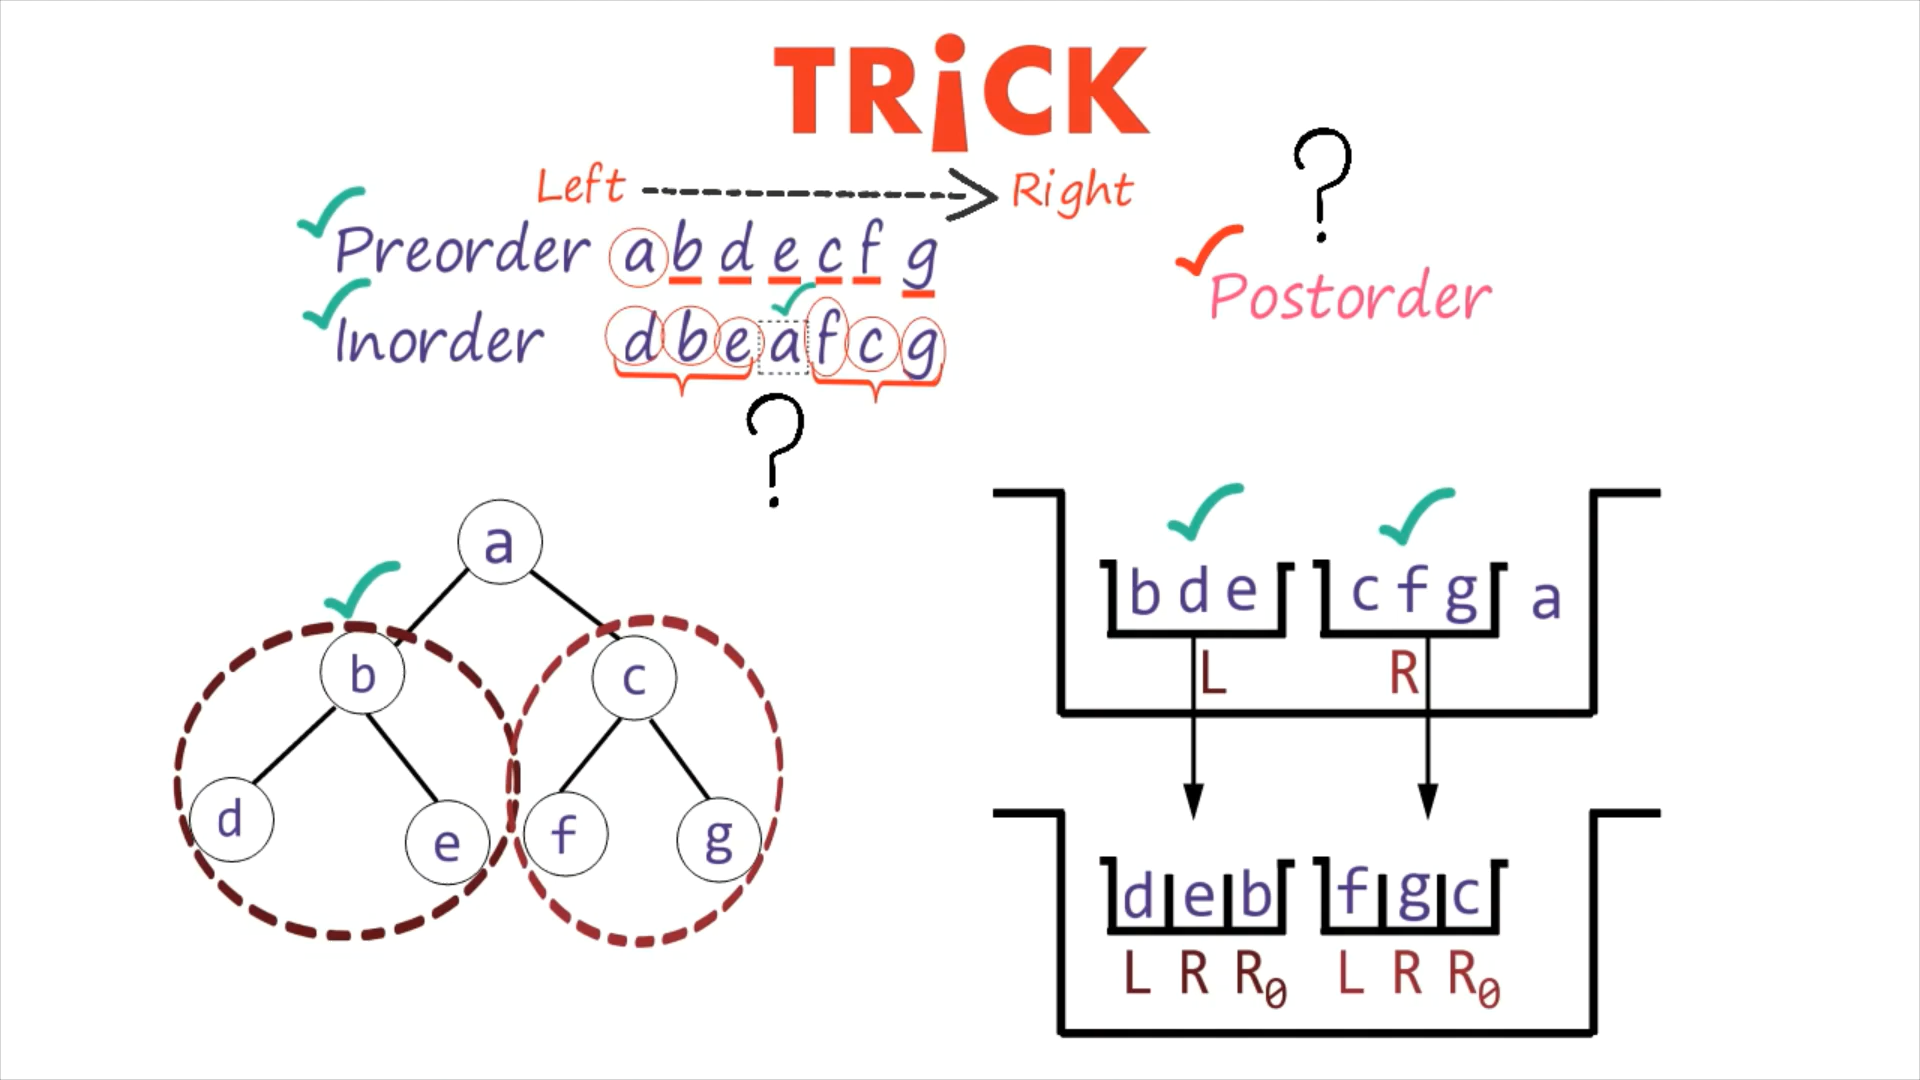 TRiCK
?
Left Right
Preorder a b d e c f g
Postorder
Inorder d b e a f c g
?
a
b
c
d
e
f
g
b d e c f g a
L R
d e b f g c
L R R0 L R R0